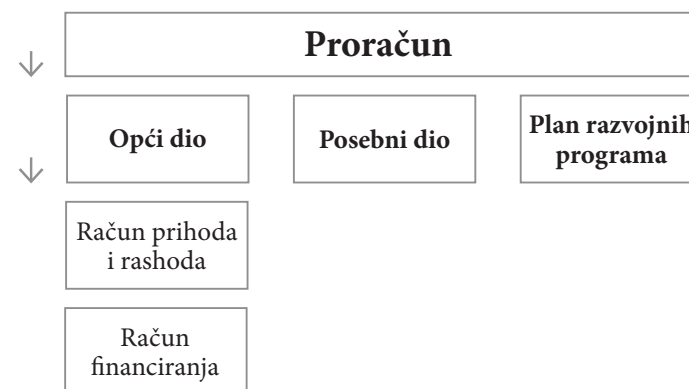 Proračun
Opći dio
Posebni dio
Plan razvojnih
programa
Račun prihoda
i rashoda
Račun
financiranja